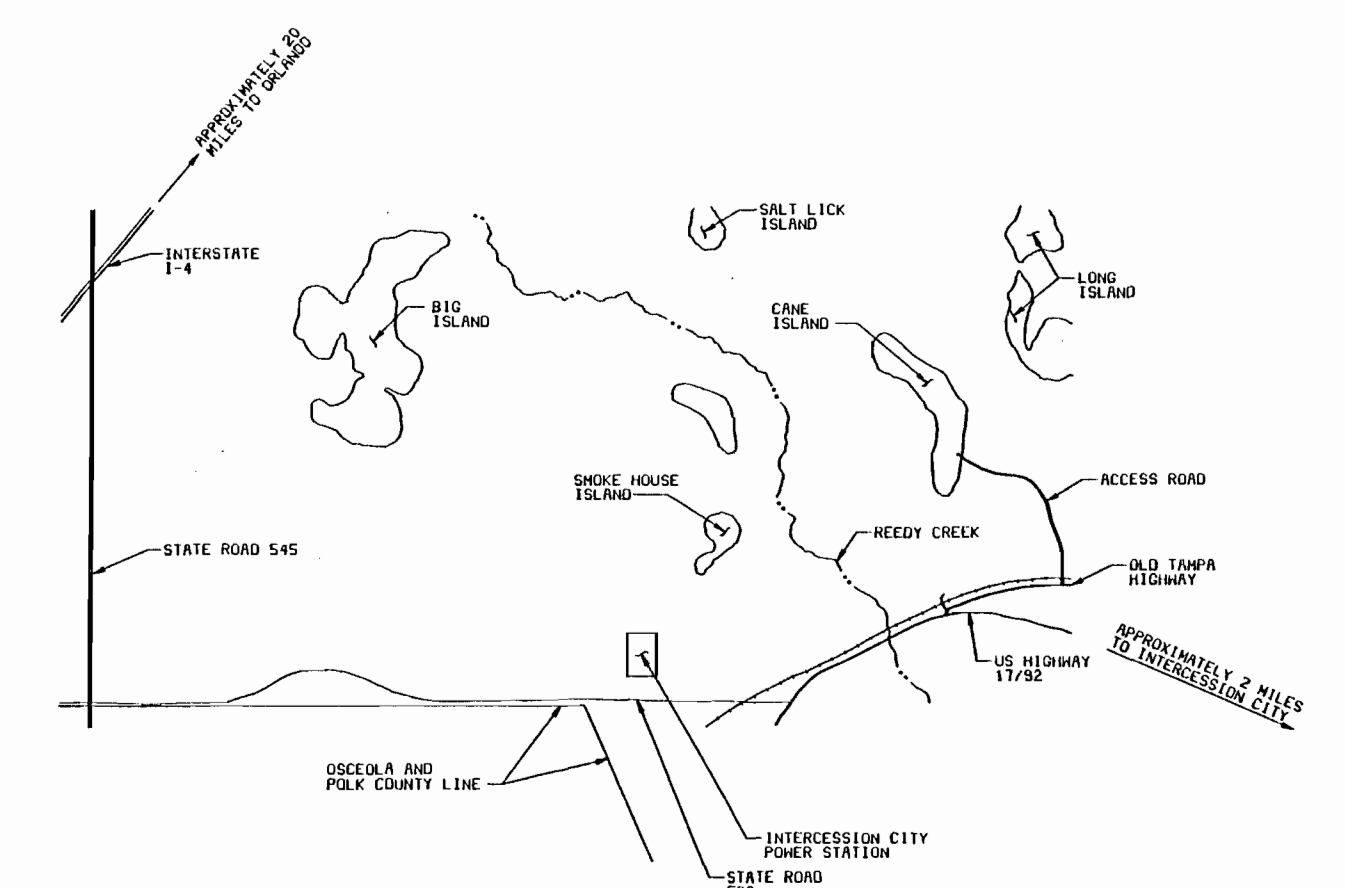 APPROXIMATELY 20
MILES TO ORLANDO
SALT LICK
ISLAND
INTERSTATE
I-4
LONG
ISLAND
BIG
ISLAND
CANE
ISLAND
SMOKE HOUSE
ISLAND
ACCESS ROAD
REEDY CREEK
STATE ROAD 545
OLD TAMPA
HIGHWAY
APPROXIMATELY 2 MILES
TO INTERCESSION CITY
US HIGHWAY
17/92
OSCEOLA AND
POLK COUNTY LINE
INTERCESSION CITY
POWER STATION
STATE ROAD